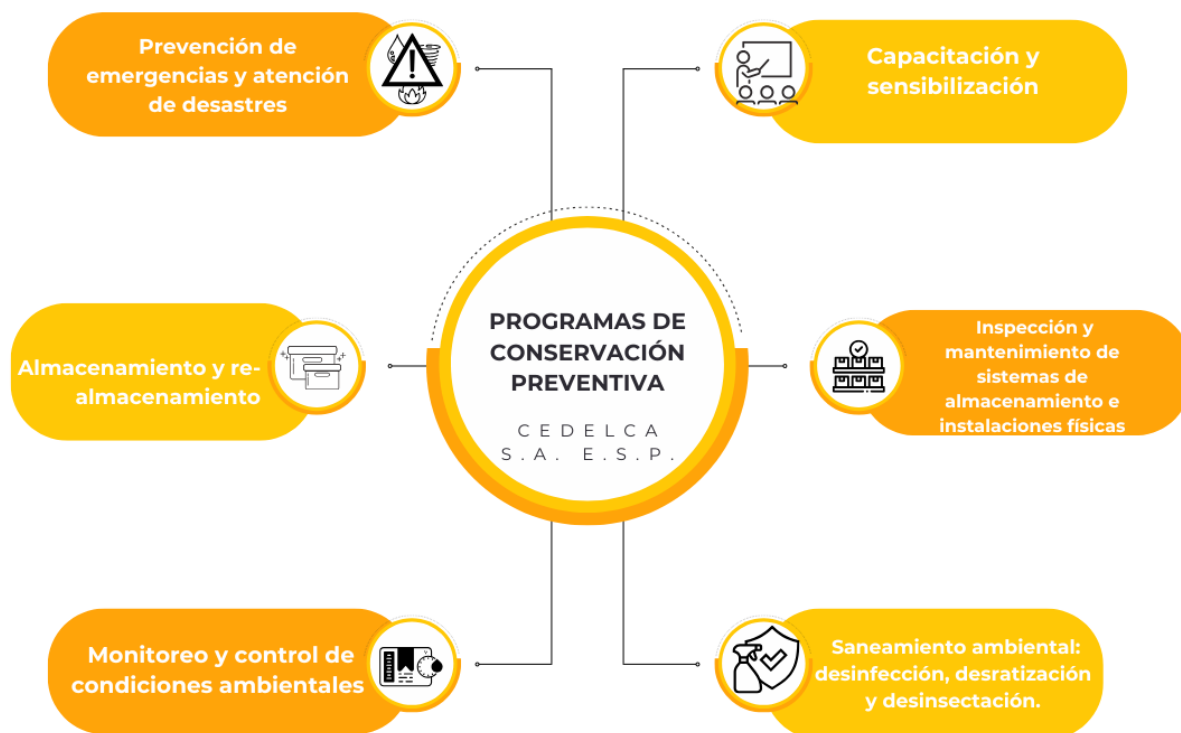 Prevención de
emergencias y atención
de desastres
Capacitación y
sensibilización
PROGRAMAS DE
CONSERVACIÓN
PREVENTIVA
CEDELCA
S.A. E.S.P.
Almacenamiento y re-
almacenamiento
Inspección y
mantenimiento de
sistemas de
almacenamiento e
instalaciones físicas
Monitoreo y control de
condiciones ambientales
Saneamiento ambiental:
desinfección, desratización
y desinsectación.